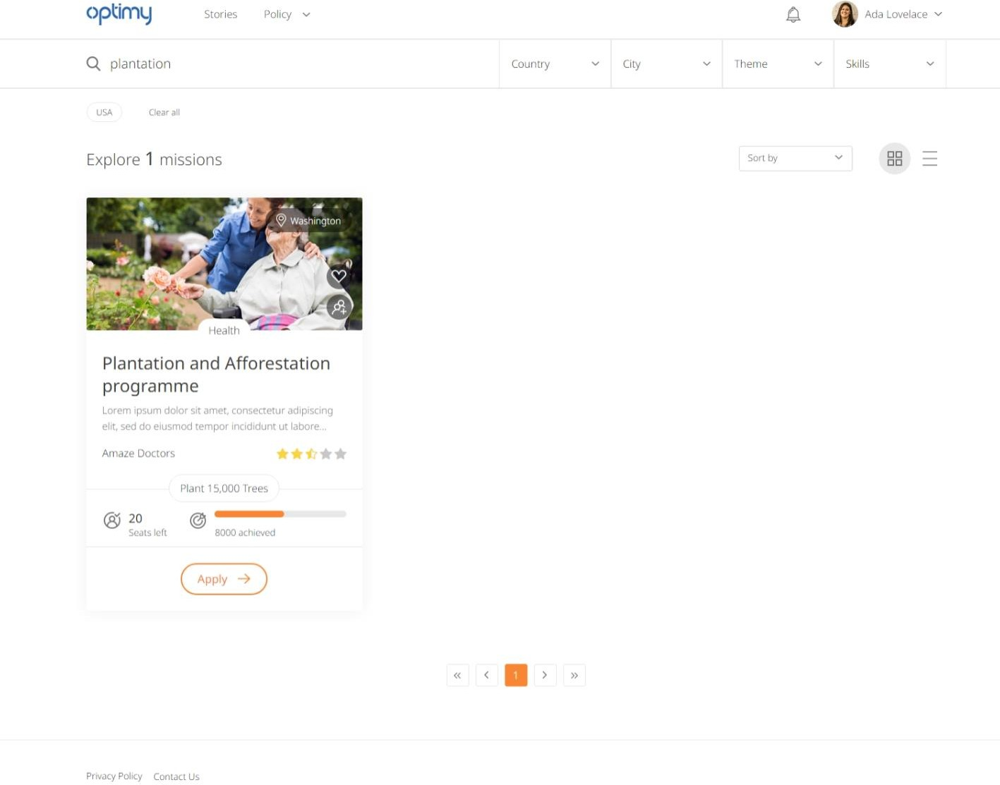 optimy
Stories
Policy
Ada Lovelace
plantation
Country
City
Theme
Skills
USA
Clear all
Explore 1 missions
Sort by
Washington
Health
Plantation and Afforestation
programme
Lorem ipsum dolor sit amet, consectetur adipiscing
elit, sed do eiusmod tempor incididunt ut labore...
Amaze Doctors
Plant 15,000 Trees
20
Seats left
8000 achieved
Apply
1
Privacy Policy
Contact Us